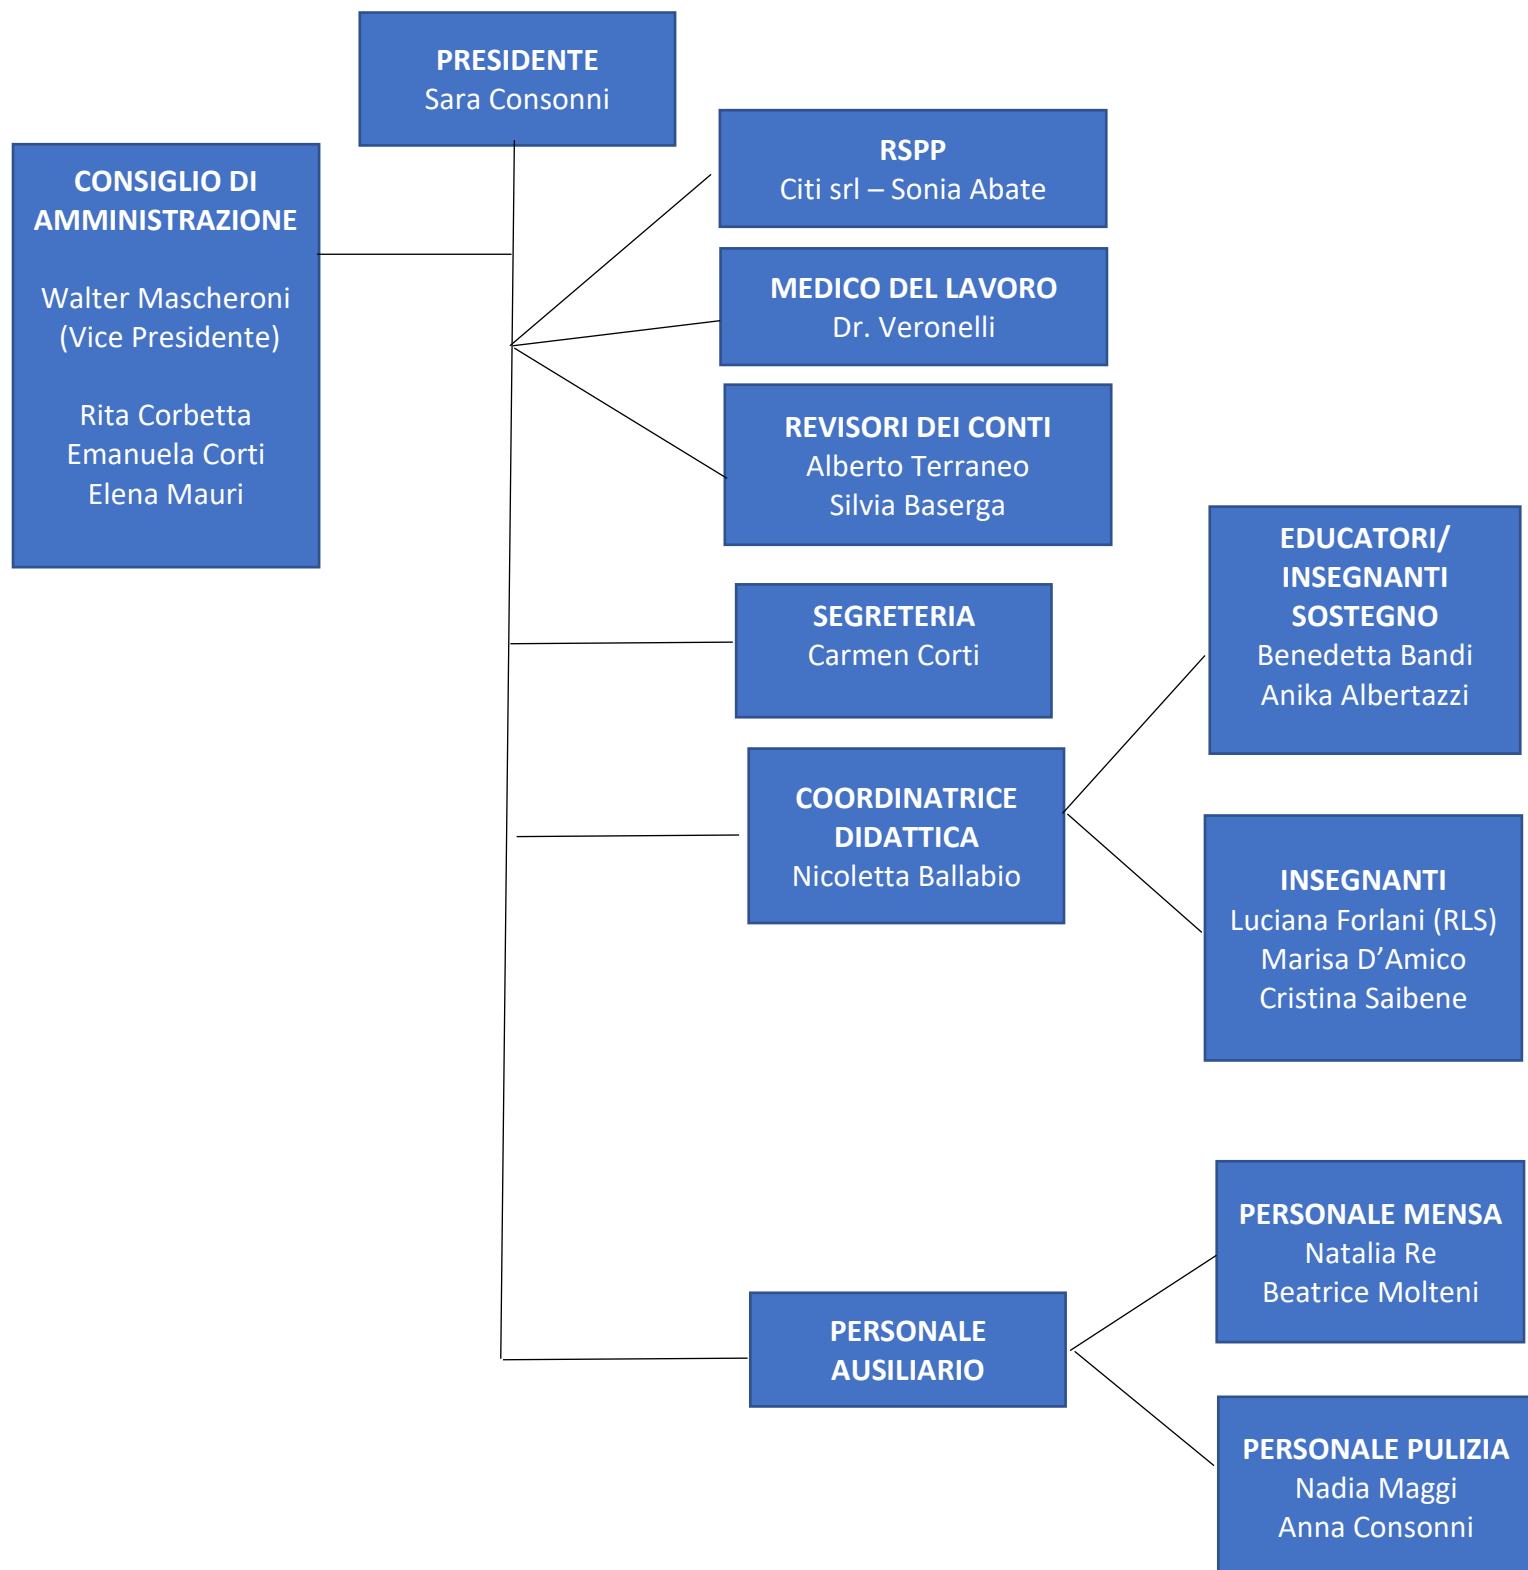 PRESIDENTE
Sara Consonni
CONSIGLIO DI
AMMINISTRAZIONE
Walter Mascheroni
(Vice Presidente)
Rita Corbetta
Emanuela Corti
Elena Mauri
RSPP
Citi srl – Sonia Abate
MEDICO DEL LAVORO
Dr. Veronelli
REVISORI DEI CONTI
Alberto Terraneo
Silvia Baserga
SEGRETERIA
Carmen Corti
COORDINATRICE
DIDATTICA
Nicoletta Ballabio
EDUCATORI/
INSEGNANTI
SOSTEGNO
Benedetta Bandi
Anika Albertazzi
INSEGNANTI
Luciana Forlani (RLS)
Marisa D’Amico
Cristina Saibene
PERSONALE
AUSILIARIO
PERSONALE MENSA
Natalia Re
Beatrice Molteni
PERSONALE PULIZIA
Nadia Maggi
Anna Consonni